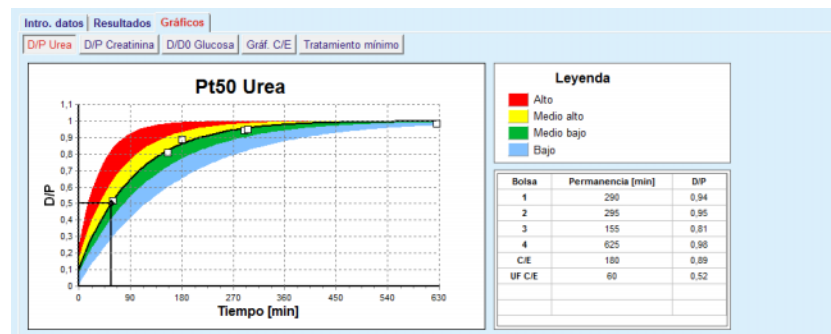 Intro. datos Resultados Gráficos
D/P Urea D/P Creatinina D/D0 Glucosa Gráf. C/E Tratamiento mínimo
Pt50 Urea
D/P
1,1
1
0,9
0,8
0,7
0,6
0,5
0,4
0,3
0,2
0,1
0
0 90 180 270 360 450 540 630
Tiempo [min]
Leyenda
Alto
Medio alto
Medio bajo
Bajo
Bolsa Permanencia [min] D/P
1 290 0,94
2 295 0,95
3 155 0,81
4 625 0,98
C/E 180 0,89
UF C/E 60 0,52